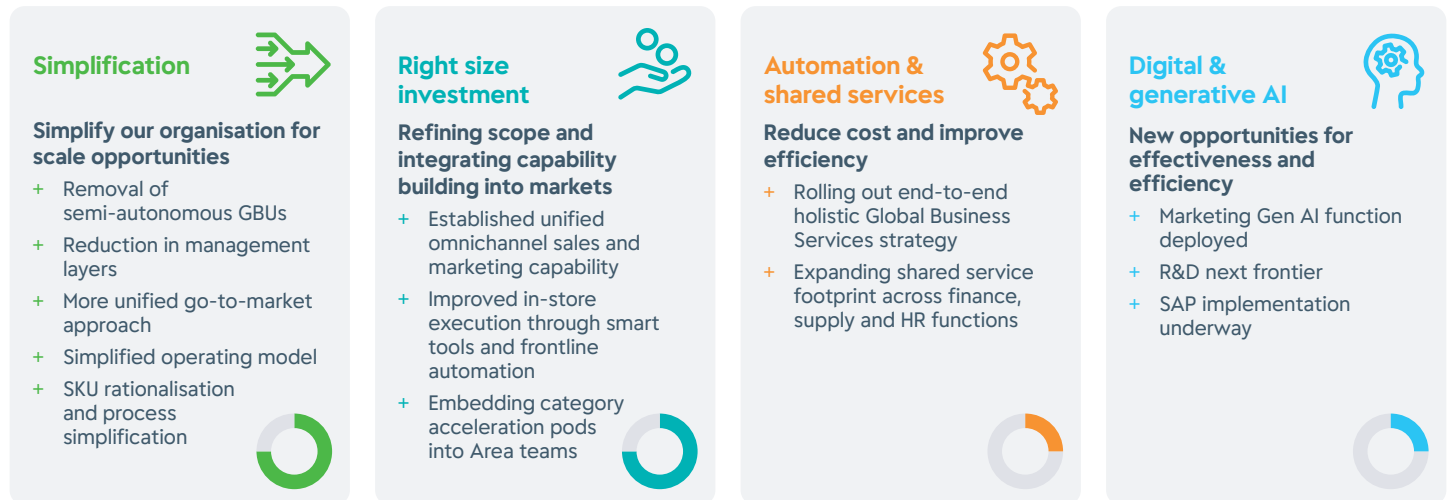 Simplification
Simplify our organisation for
scale opportunities
+ Removal of
semi-autonomous GBUs
+ Reduction in management
layers
+ More unified go-to-market
approach
+ Simplified operating model
+ SKU rationalisation
and process
simplification
Right size
investment
Refining scope and
integrating capability
building into markets
+ Established unified
omnichannel sales and
marketing capability
+ Improved in-store
execution through smart
tools and frontline
automation
+ Embedding category
acceleration pods
into Area teams
Automation &
shared services
Reduce cost and improve
efficiency
+ Rolling out end-to-end
holistic Global Business
Services strategy
+ Expanding shared service
footprint across finance,
supply and HR functions
Digital &
generative AI
New opportunities for
effectiveness and
efficiency
+ Marketing Gen AI function
deployed
+ R&D next frontier
+ SAP implementation
underway